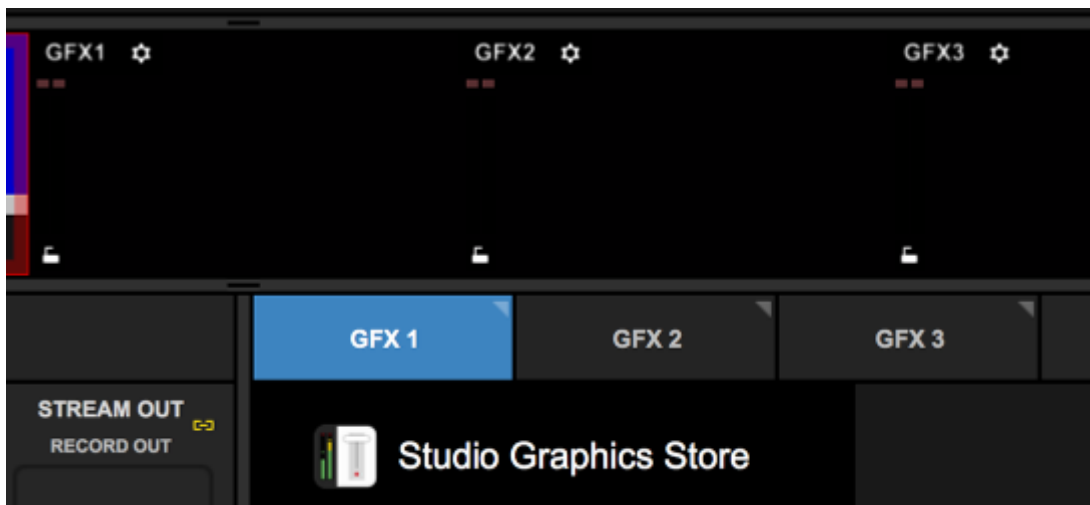 GFX1
GFX2
GFX3
GFX 1
GFX 2
GFX 3
STREAM OUT
RECORD OUT
Studio Graphics Store